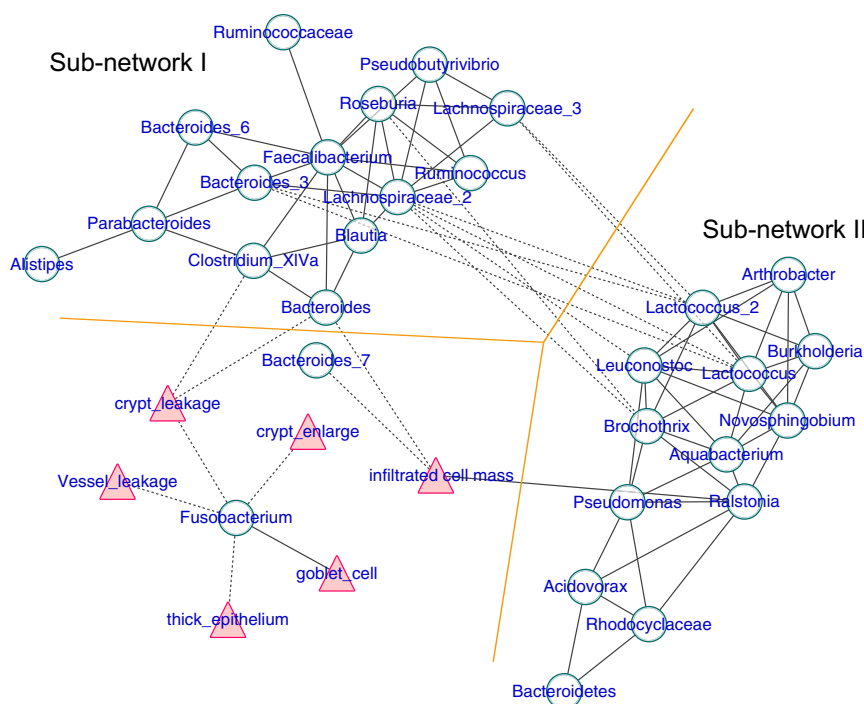 Ruminococcaceae
Sub-network I
Pseudobutyrivibrio
Roseburia
Lachnospiraceae_3
Bacteroides_6
Faecalibacterium
Ruminococcus
Bacteroides_3
Lachnospiraceae_2
Parabacteroides
Blautia
Sub-network II
Alistipes
Clostridium_XIVa
Arthrobacter
Bacteroides
Lactococcus_2
Burkholderia
Bacteroides_7
Leuconostoc
Lactococcus
crypt_leakage
crypt_enlarge
Brochothrix
Novosphingobium
Aquabacterium
Vessel_leakage
infiltrated cell mass
Pseudomonas
Ralstonia
Fusobacterium
goblet_cell
Acidovorax
thick_epithelium
Rhodocyclaceae
Bacteroidetes